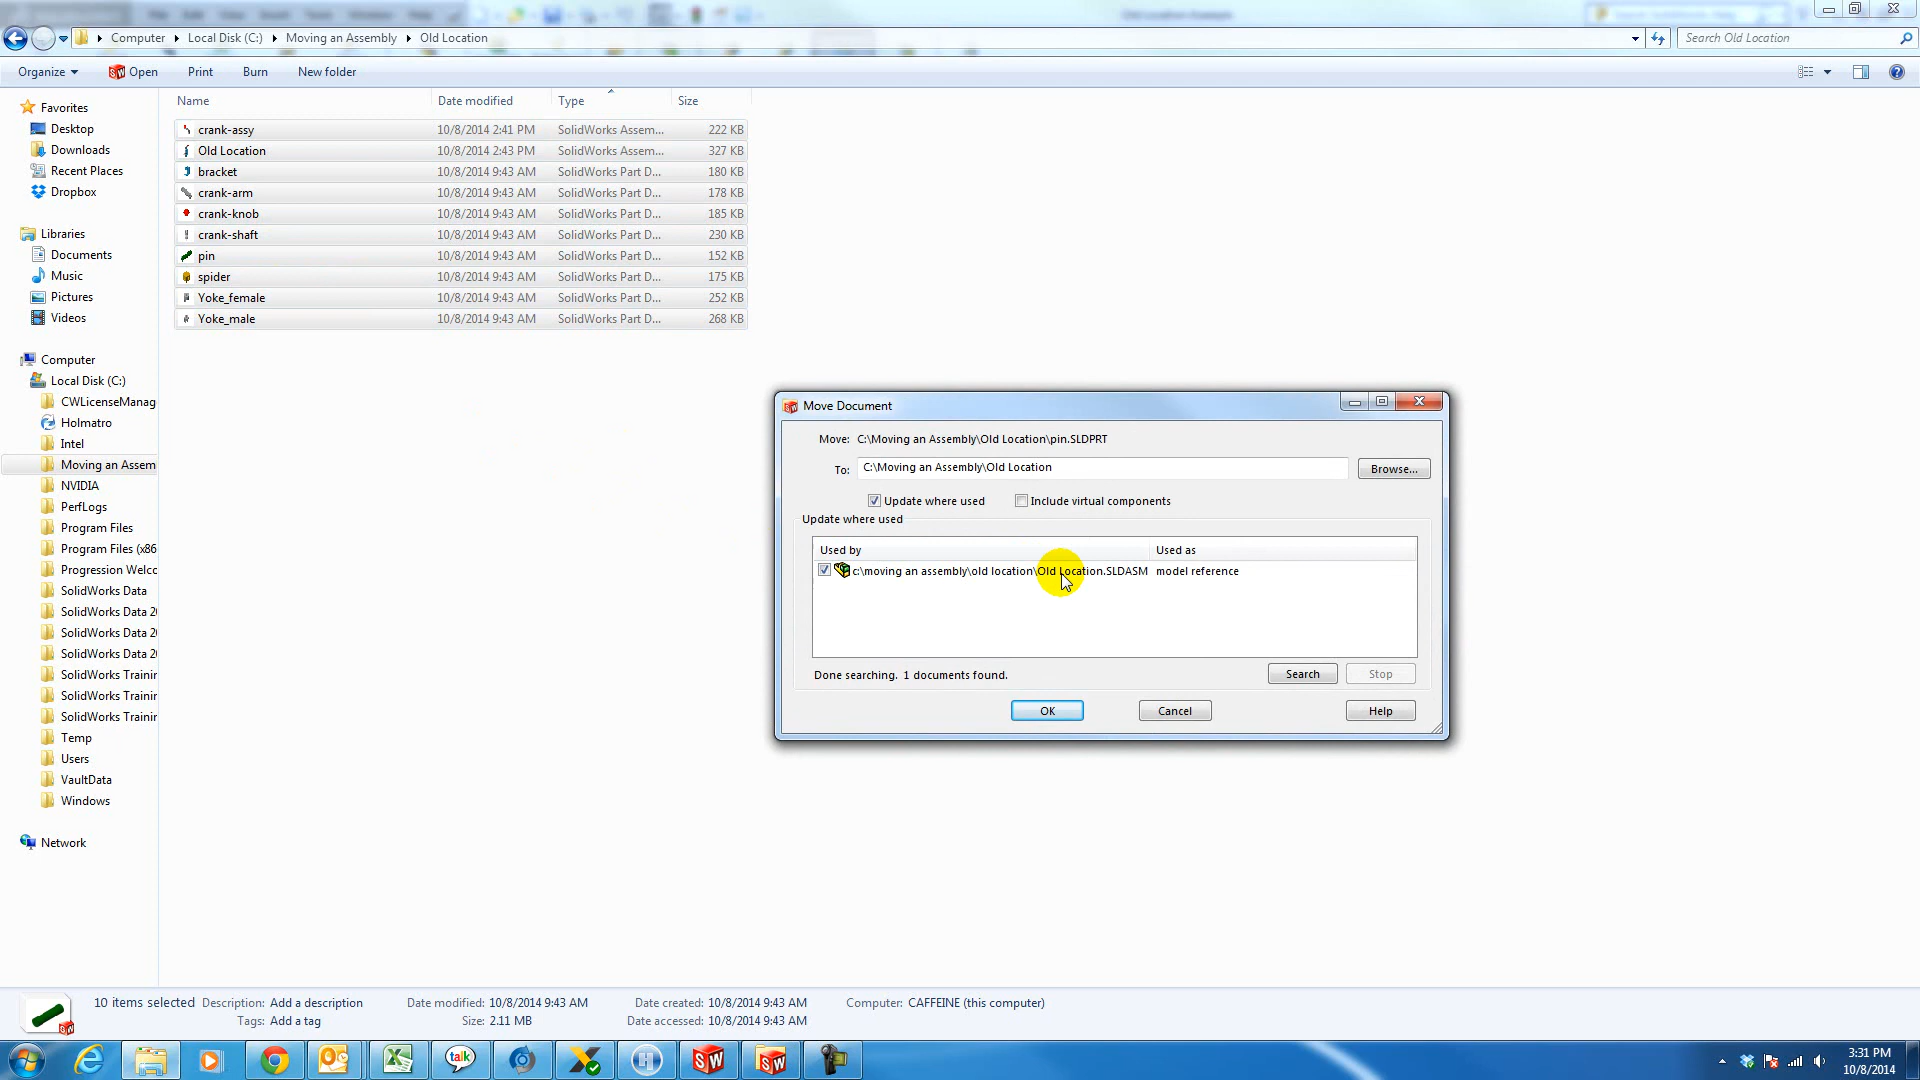 Computer Local Disk (C:) Moving an Assembly Old Location
Search Old Location
Organize Open Print Burn New folder
Name Date modified Type Size
Favorites
Desktop
Downloads
Recent Places
Dropbox
Libraries
Documents
Music
Pictures
Videos
Computer
Local Disk (C:)
CWLicenseManag
Holmatro
Intel
Moving an Assem
NVIDIA
PerfLogs
Program Files
Program Files (x86
Progression Welco
SolidWorks Data
SolidWorks Data 20
SolidWorks Data 20
SolidWorks Data 20
SolidWorks Trainin
SolidWorks Trainin
SolidWorks Trainin
Temp
Users
VaultData
Windows
Network
crank-assy 10/8/2014 2:41 PM SolidWorks Assem... 222 KB
Old Location 10/8/2014 2:43 PM SolidWorks Assem... 327 KB
bracket 10/8/2014 9:43 AM SolidWorks Part D... 180 KB
crank-arm 10/8/2014 9:43 AM SolidWorks Part D... 178 KB
crank-knob 10/8/2014 9:43 AM SolidWorks Part D... 185 KB
crank-shaft 10/8/2014 9:43 AM SolidWorks Part D... 230 KB
pin 10/8/2014 9:43 AM SolidWorks Part D... 152 KB
spider 10/8/2014 9:43 AM SolidWorks Part D... 175 KB
Yoke_female 10/8/2014 9:43 AM SolidWorks Part D... 252 KB
Yoke_male 10/8/2014 9:43 AM SolidWorks Part D... 268 KB
Move Document
Move: C:\Moving an Assembly\Old Location\pin.SLDPRT
To: C:\Moving an Assembly\Old Location Browse...
Update where used Include virtual components
Update where used
Used by Used as
c:\moving an assembly\old location\Old Location.SLDASM model reference
Done searching. 1 documents found. Search Stop
OK Cancel Help
10 items selected Description: Add a description Date modified: 10/8/2014 9:43 AM Date created: 10/8/2014 9:43 AM Computer: CAFFEINE (this computer)
Tags: Add a tag Size: 2.11 MB Date accessed: 10/8/2014 9:43 AM
talk
SW
SW
3:31 PM
10/8/2014